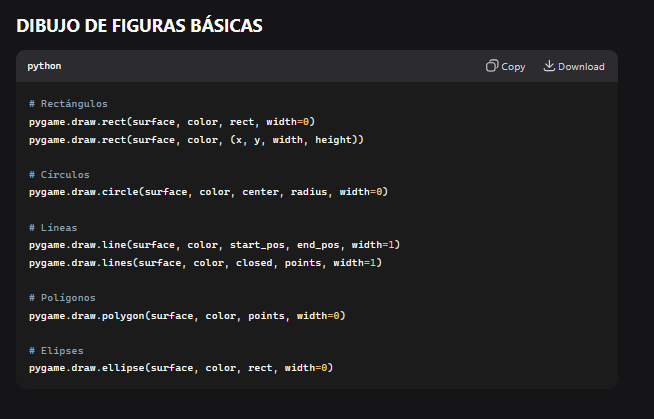 DIBUJO DE FIGURAS BÁSICAS
python
Copy
Download
# Rectángulos
pygame.draw.rect(surface, color, rect, width=0)
pygame.draw.rect(surface, color, (x, y, width, height))
# Círculos
pygame.draw.circle(surface, color, center, radius, width=0)
# Líneas
pygame.draw.line(surface, color, start_pos, end_pos, width=1)
pygame.draw.lines(surface, color, closed, points, width=1)
# Polígonos
pygame.draw.polygon(surface, color, points, width=0)
# Elipses
pygame.draw.ellipse(surface, color, rect, width=0)